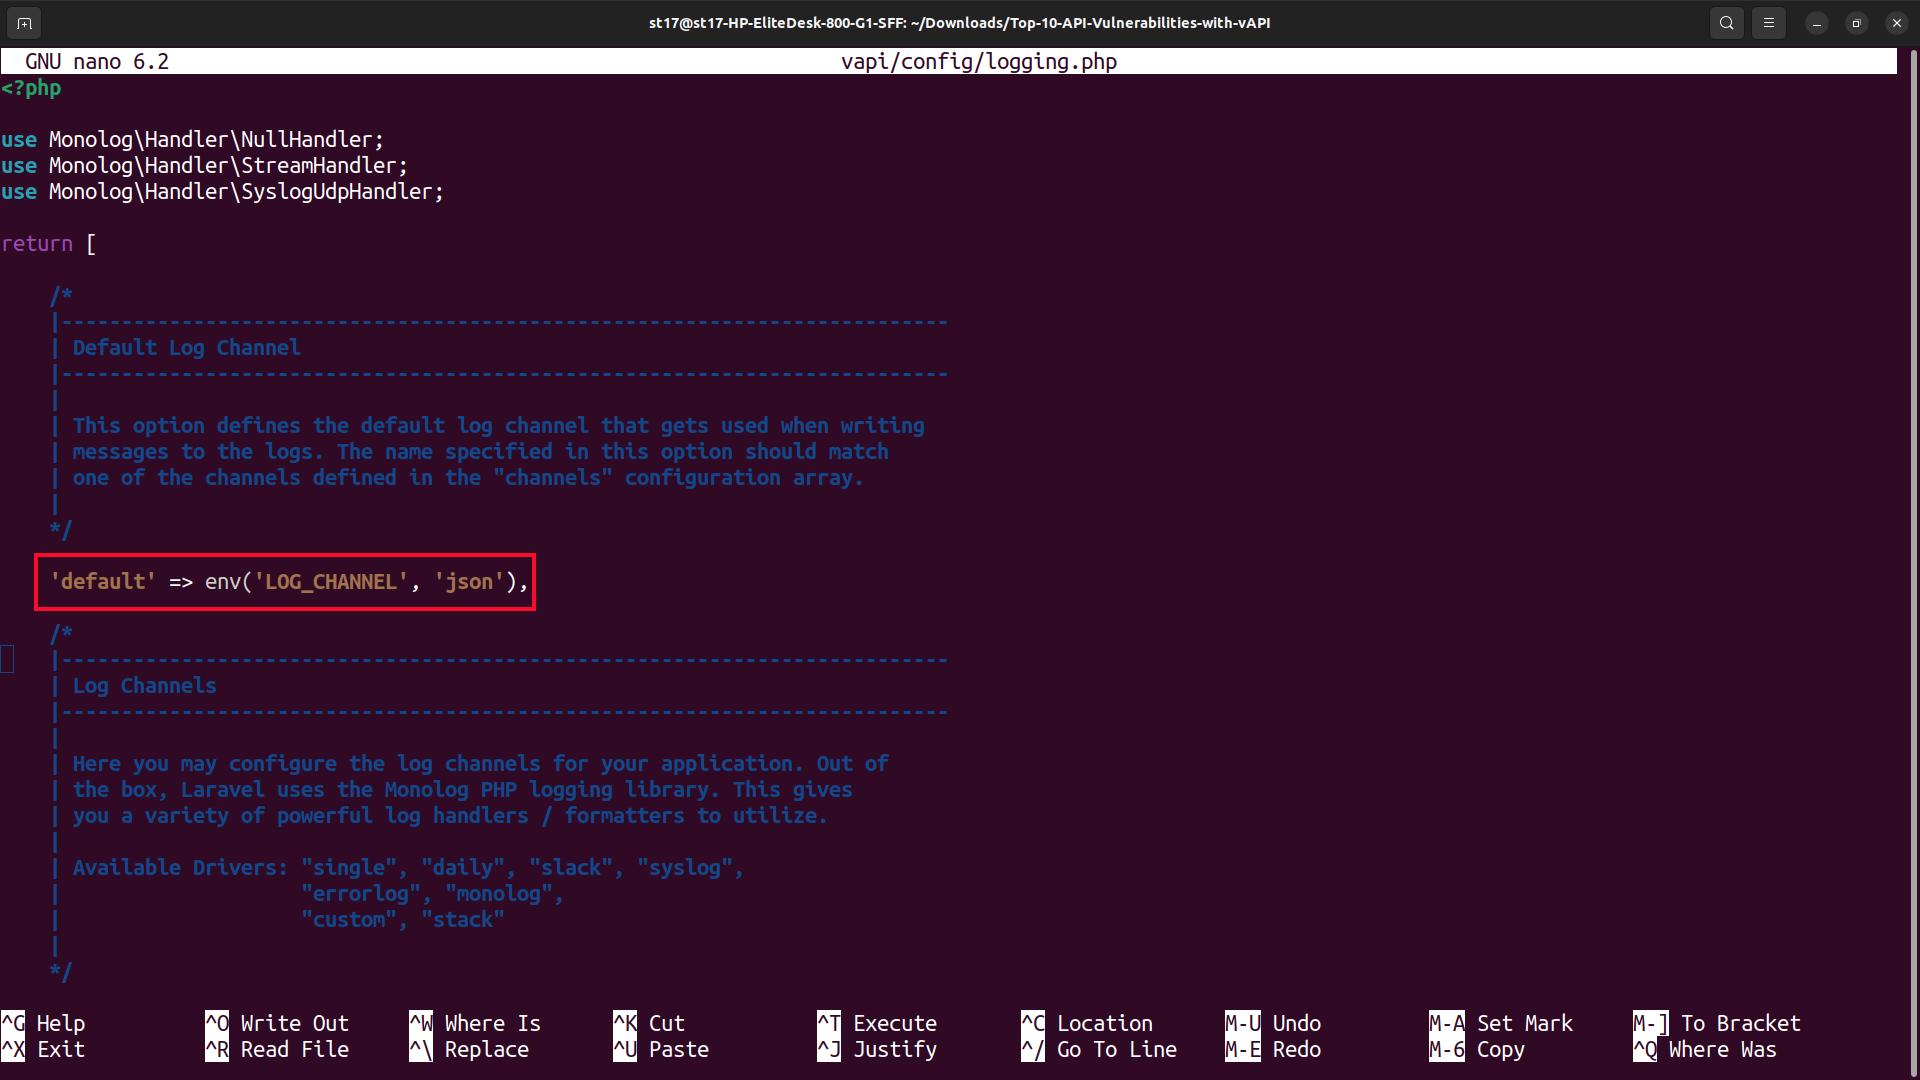 st17@st17-HP-EliteDesk-800-G1-SFF: ~/Downloads/Top-10-API-Vulnerabilities-with-vAPI
GNU nano 6.2 vapi/config/logging.php
<?php
use Monolog\Handler\NullHandler;
use Monolog\Handler\StreamHandler;
use Monolog\Handler\SyslogUdpHandler;
return [
/*
|--------------------------------------------------------------------------
| Default Log Channel
|--------------------------------------------------------------------------
|
| This option defines the default log channel that gets used when writing
| messages to the logs. The name specified in this option should match
| one of the channels defined in the "channels" configuration array.
|
*/
'default' => env('LOG_CHANNEL', 'json'),
/*
|--------------------------------------------------------------------------
| Log Channels
|--------------------------------------------------------------------------
|
| Here you may configure the log channels for your application. Out of
| the box, Laravel uses the Monolog PHP logging library. This gives
| you a variety of powerful log handlers / formatters to utilize.
|
| Available Drivers: "single", "daily", "slack", "syslog",
| "errorlog", "monolog",
| "custom", "stack"
|
*/
^G Help ^O Write Out ^W Where Is ^K Cut ^T Execute ^C Location M-U Undo M-A Set Mark M-] To Bracket
^X Exit ^R Read File ^\ Replace ^U Paste ^J Justify ^/ Go To Line M-E Redo M-6 Copy ^Q Where Was